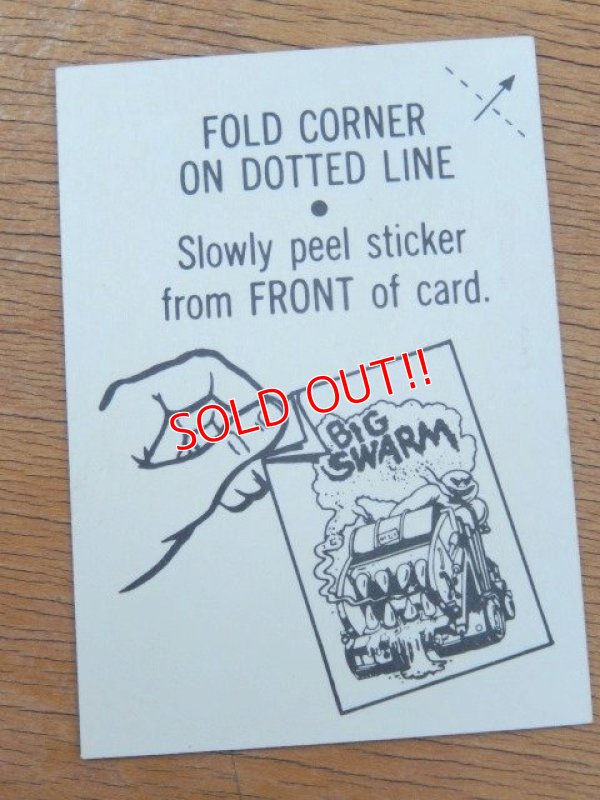 FOLD CORNER
ON DOTTED LINE
●
Slowly peel sticker
from FRONT of card.
SOLD OUT!!
BIG
SWARM